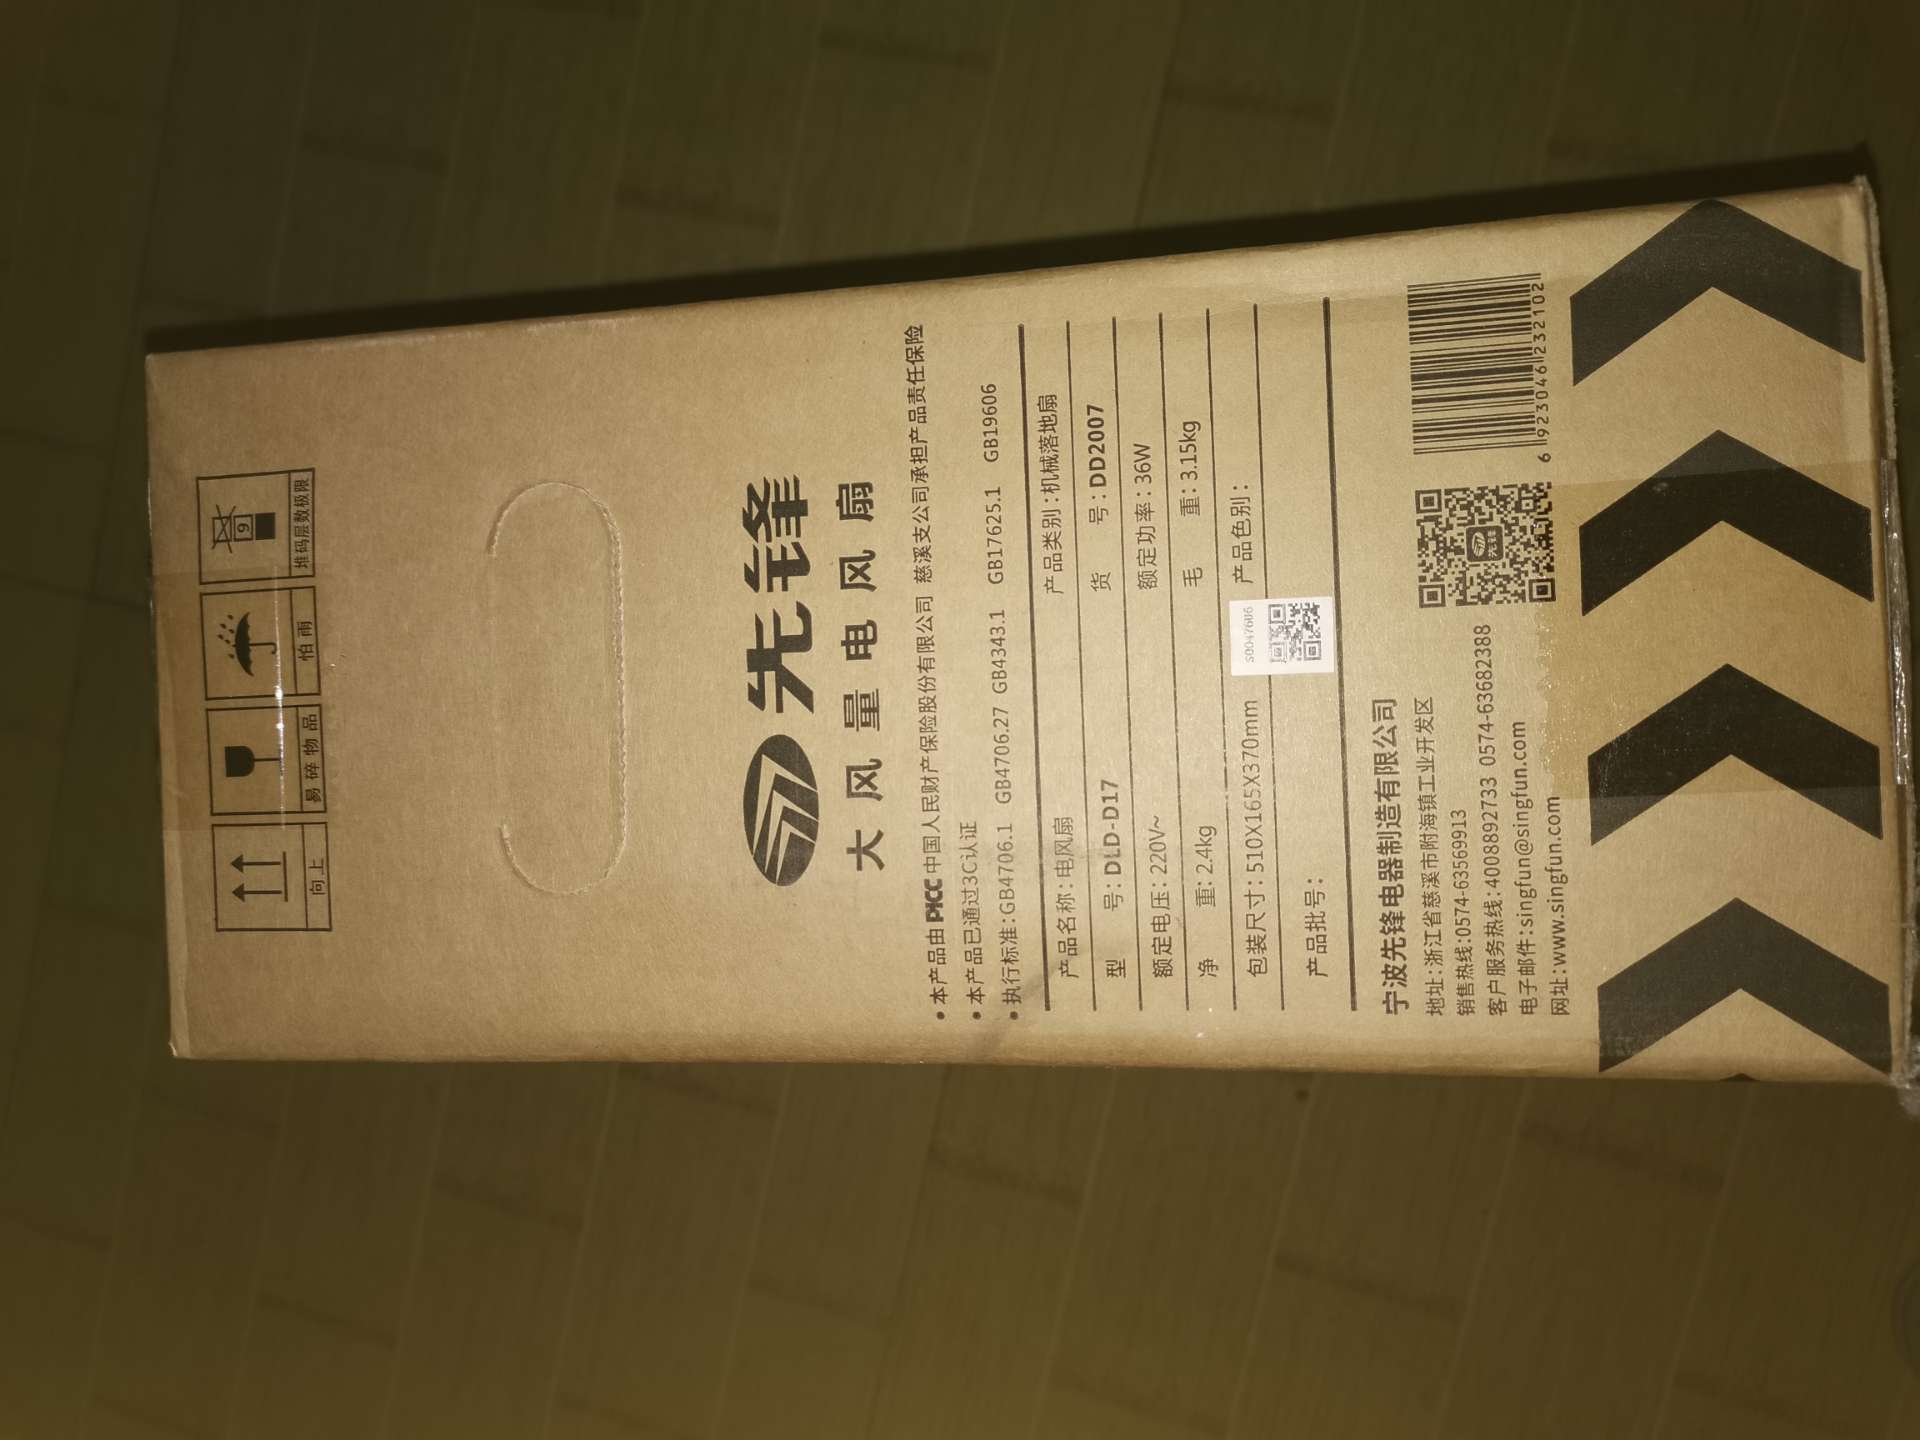 向上
易碎物品
怕雨
堆码层数极限
6
先锋
大风量电风扇
• 本产品由 PICC 中国人民财产保险股份有限公司 慈溪支公司承担产品责任保险
• 本产品已通过3C认证
• 执行标准:GB4706.1 GB4706.27 GB4343.1 GB17625.1 GB19606
产品名称:电风扇 产品类别:机械落地扇
型 号:DLD-D17 货 号:DD2007
额定电压:220V~ 额定功率:36W
净 重:2.4kg 毛 重:3.15kg
包装尺寸:510X165X370mm 产品色别:
S0047606
产品批号:
宁波先锋电器制造有限公司
地址:浙江省慈溪市附海镇工业开发区
销售热线:0574-63569913
客户服务热线:4008892733 0574-63682388
电子邮件:singfun@singfun.com
网址:www.singfun.com
先锋
6 923046 232102